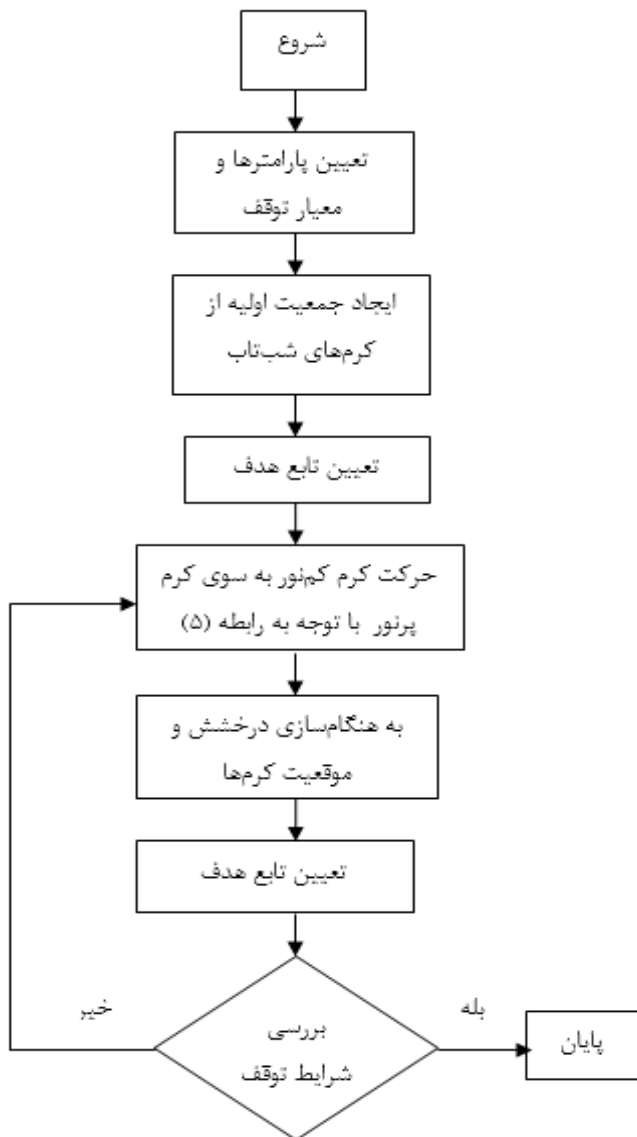 شروع
تعیین پارامترها و
معیار توقف
ایجاد جمعیت اولیه از
کرم‌های شب‌تاب
تعیین تابع هدف
حرکت کرم کم‌نور به سوی کرم
پرنور با توجه به رابطه (۵)
به هنگام‌سازی درخشش و
موقعیت کرم‌ها
تعیین تابع هدف
بررسی
شرایط توقف
بله
خیر
پایان